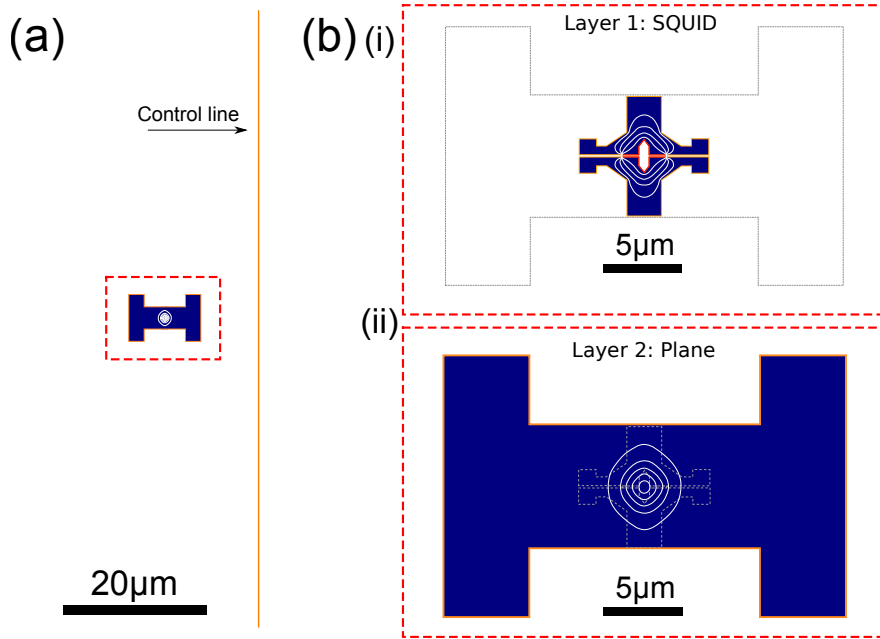 (a)
Control line
20μm
(b)
(i)
Layer 1: SQUID
5μm
(ii)
Layer 2: Plane
5μm